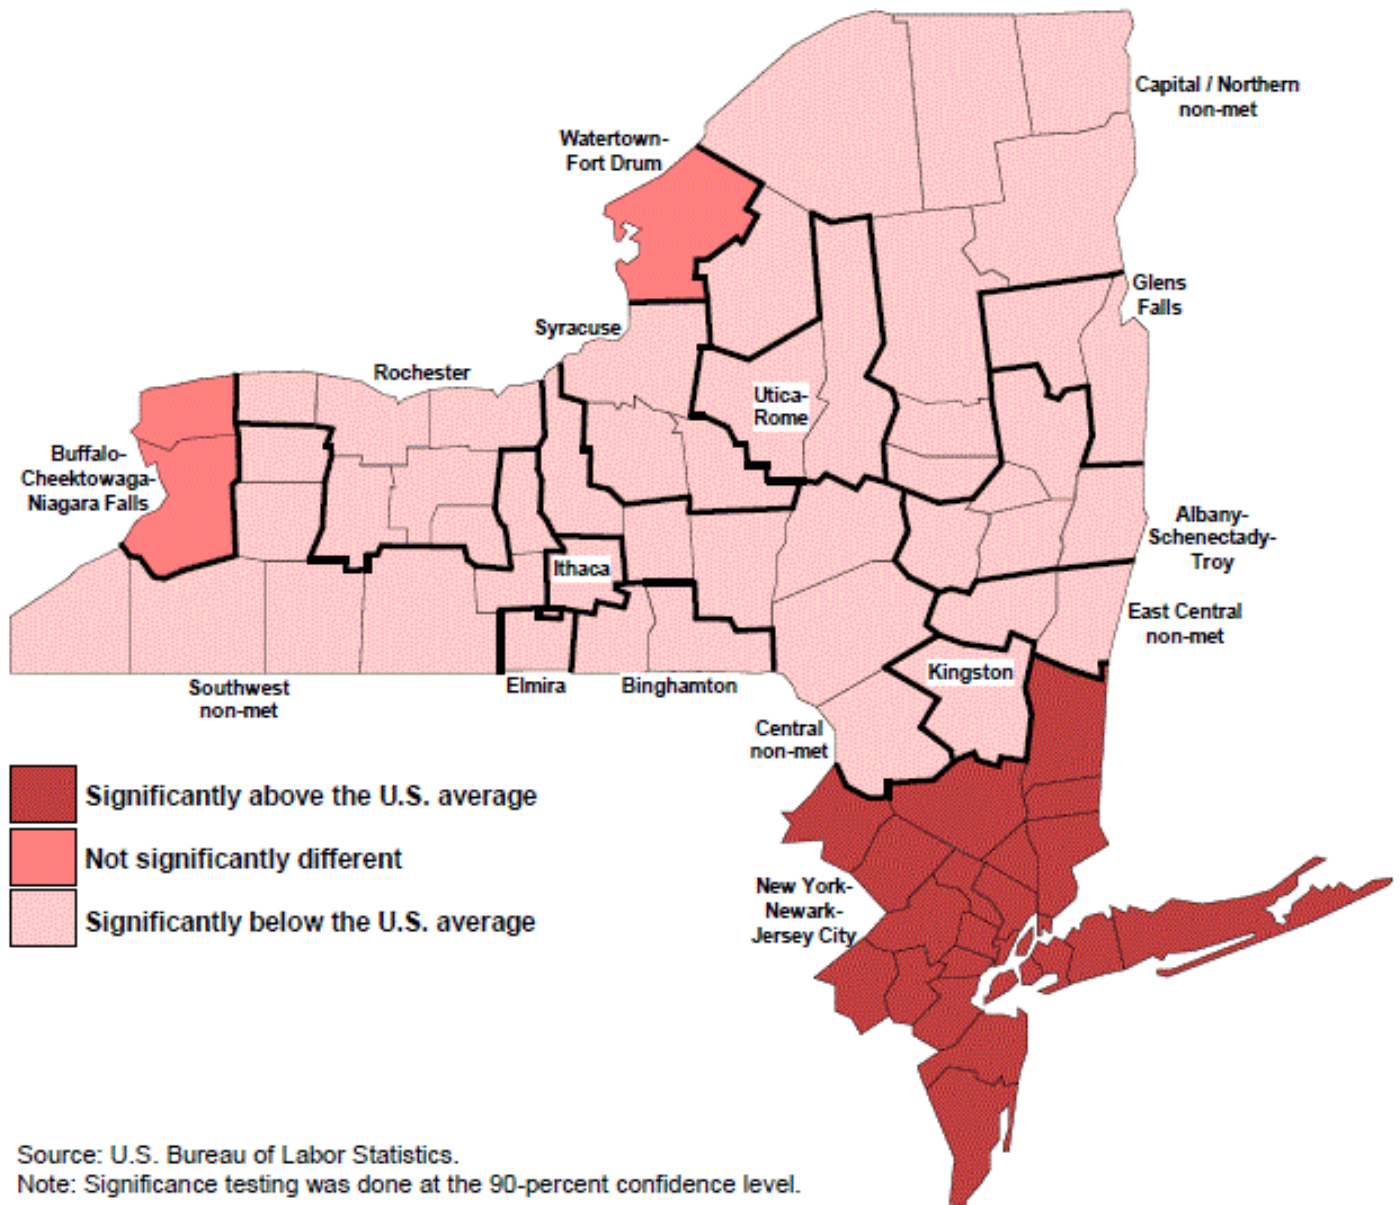 Capital / Northern
non-met
Watertown-
Fort Drum
Glens
Falls
Syracuse
Rochester
Utica-
Rome
Buffalo-
Cheektowaga-
Niagara Falls
Albany-
Schenectady-
Troy
Ithaca
East Central
non-met
Kingston
Southwest
non-met
Elmira
Binghamton
Central
non-met
Significantly above the U.S. average
Not significantly different
Significantly below the U.S. average
New York-
Newark-
Jersey City
Source: U.S. Bureau of Labor Statistics.
Note: Significance testing was done at the 90-percent confidence level.